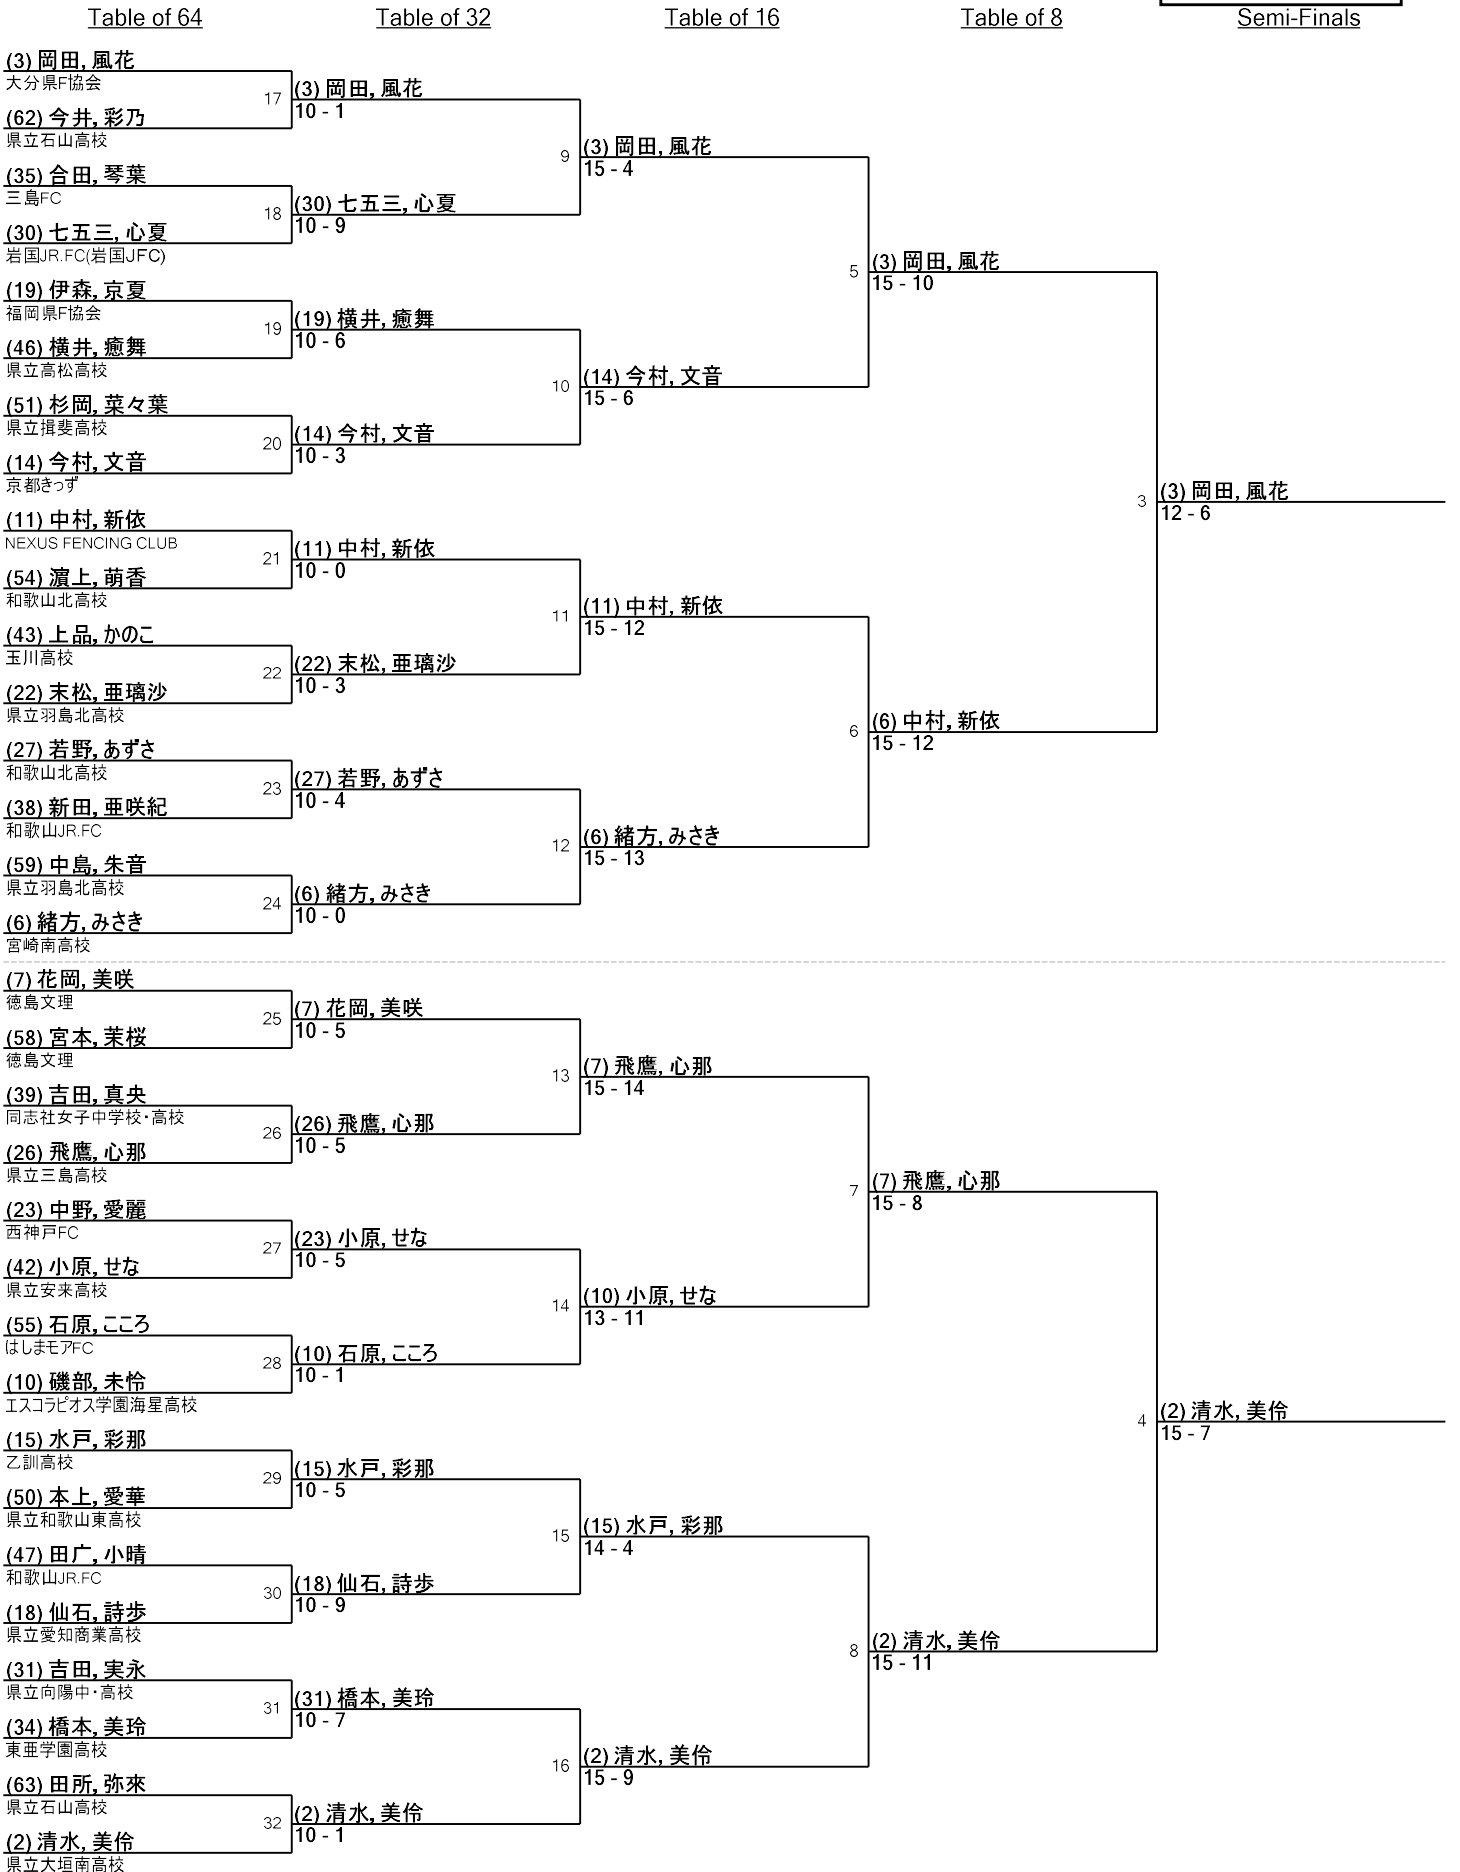 Table of 64
Table of 32
Table of 16
Table of 8
Semi-Finals
(3) 岡田, 風花
大分県F協会
17
(62) 今井, 彩乃
県立石山高校
(35) 合田, 琴葉
三島FC
18
(30) 七五三, 心夏
岩国JR.FC(岩国JFC)
(19) 伊森, 京夏
福岡県F協会
19
(46) 横井, 癒舞
県立高松高校
(51) 杉岡, 菜々葉
県立揖斐高校
20
(14) 今村, 文音
京都きっず
(11) 中村, 新依
NEXUS FENCING CLUB
21
(54) 濵上, 萌香
和歌山北高校
(43) 上品, かのこ
玉川高校
22
(22) 末松, 亜璃沙
県立羽島北高校
(27) 若野, あずさ
和歌山北高校
23
(38) 新田, 亜咲紀
和歌山JR.FC
(59) 中島, 朱音
県立羽島北高校
24
(6) 緒方, みさき
宮崎南高校
(7) 花岡, 美咲
徳島文理
25
(58) 宮本, 茉桜
徳島文理
(39) 吉田, 真央
同志社女子中学校・高校
26
(26) 飛鷹, 心那
県立三島高校
(23) 中野, 愛麗
西神戸FC
27
(42) 小原, せな
県立安来高校
(55) 石原, こころ
はしまモアFC
28
(10) 磯部, 未怜
エスコラピオス学園海星高校
(15) 水戸, 彩那
乙訓高校
29
(50) 本上, 愛華
県立和歌山東高校
(47) 田广, 小晴
和歌山JR.FC
30
(18) 仙石, 詩歩
県立愛知商業高校
(31) 吉田, 実永
県立向陽中・高校
31
(34) 橋本, 美玲
東亜学園高校
(63) 田所, 弥來
県立石山高校
32
(2) 清水, 美伶
県立大垣南高校
(3) 岡田, 風花
10 - 1
9
(30) 七五三, 心夏
10 - 9
(19) 横井, 癒舞
10 - 6
10
(14) 今村, 文音
10 - 3
(11) 中村, 新依
10 - 0
11
(22) 末松, 亜璃沙
10 - 3
(27) 若野, あずさ
10 - 4
12
(6) 緒方, みさき
10 - 0
(7) 花岡, 美咲
10 - 5
13
(26) 飛鷹, 心那
10 - 5
(23) 小原, せな
10 - 5
14
(10) 石原, こころ
10 - 1
(15) 水戸, 彩那
10 - 5
15
(18) 仙石, 詩歩
10 - 9
(31) 橋本, 美玲
10 - 7
16
(2) 清水, 美伶
10 - 1
(3) 岡田, 風花
15 - 4
5
(14) 今村, 文音
15 - 6
(11) 中村, 新依
15 - 12
6
(6) 緒方, みさき
15 - 13
(7) 飛鷹, 心那
15 - 14
7
(10) 小原, せな
13 - 11
(15) 水戸, 彩那
14 - 4
8
(2) 清水, 美伶
15 - 9
(3) 岡田, 風花
15 - 10
3
(6) 中村, 新依
15 - 12
(7) 飛鷹, 心那
15 - 8
4
(2) 清水, 美伶
15 - 11
(3) 岡田, 風花
12 - 6
(2) 清水, 美伶
15 - 7